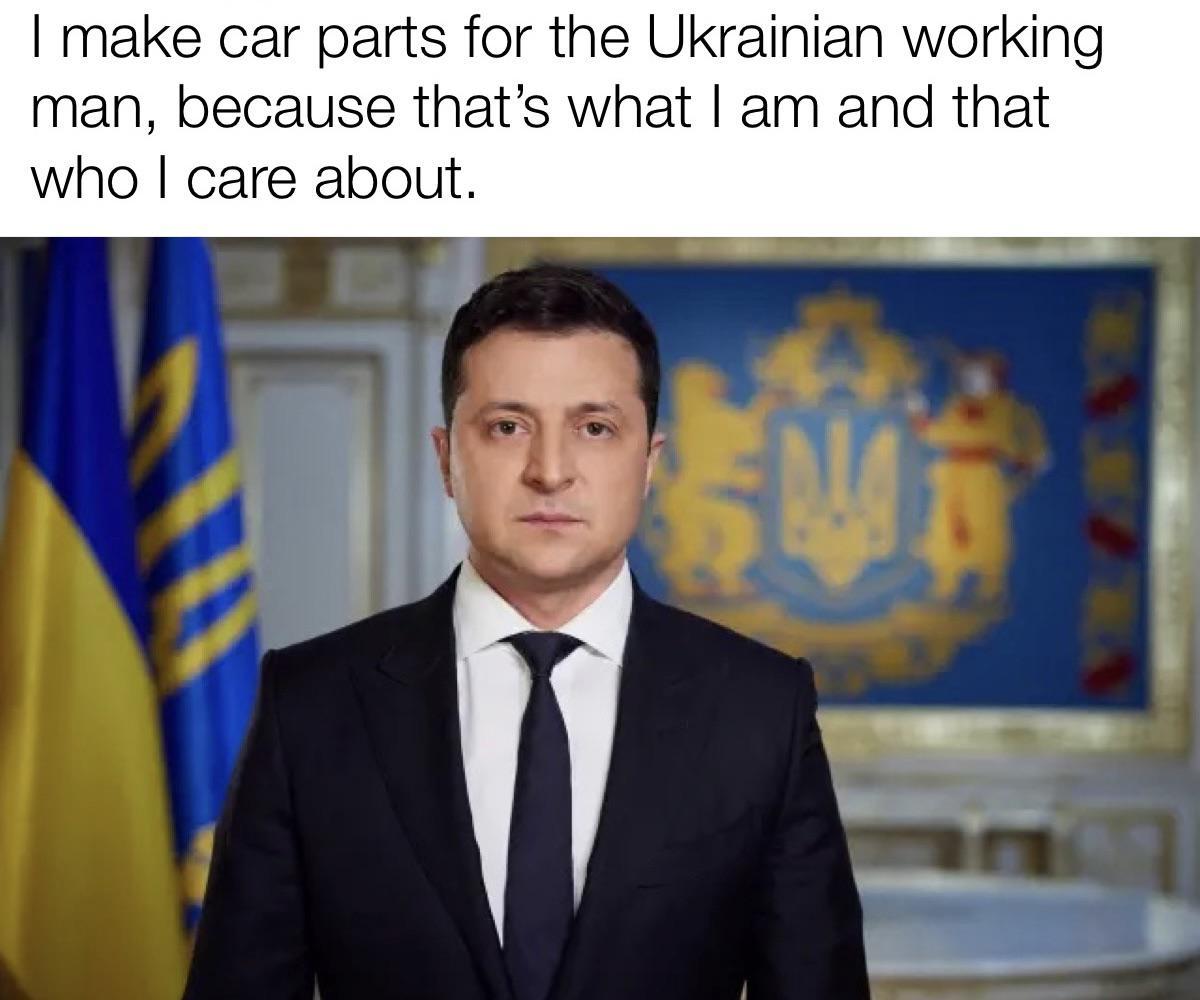 I make car parts for the Ukrainian working
man, because that’s what I am and that
who I care about.